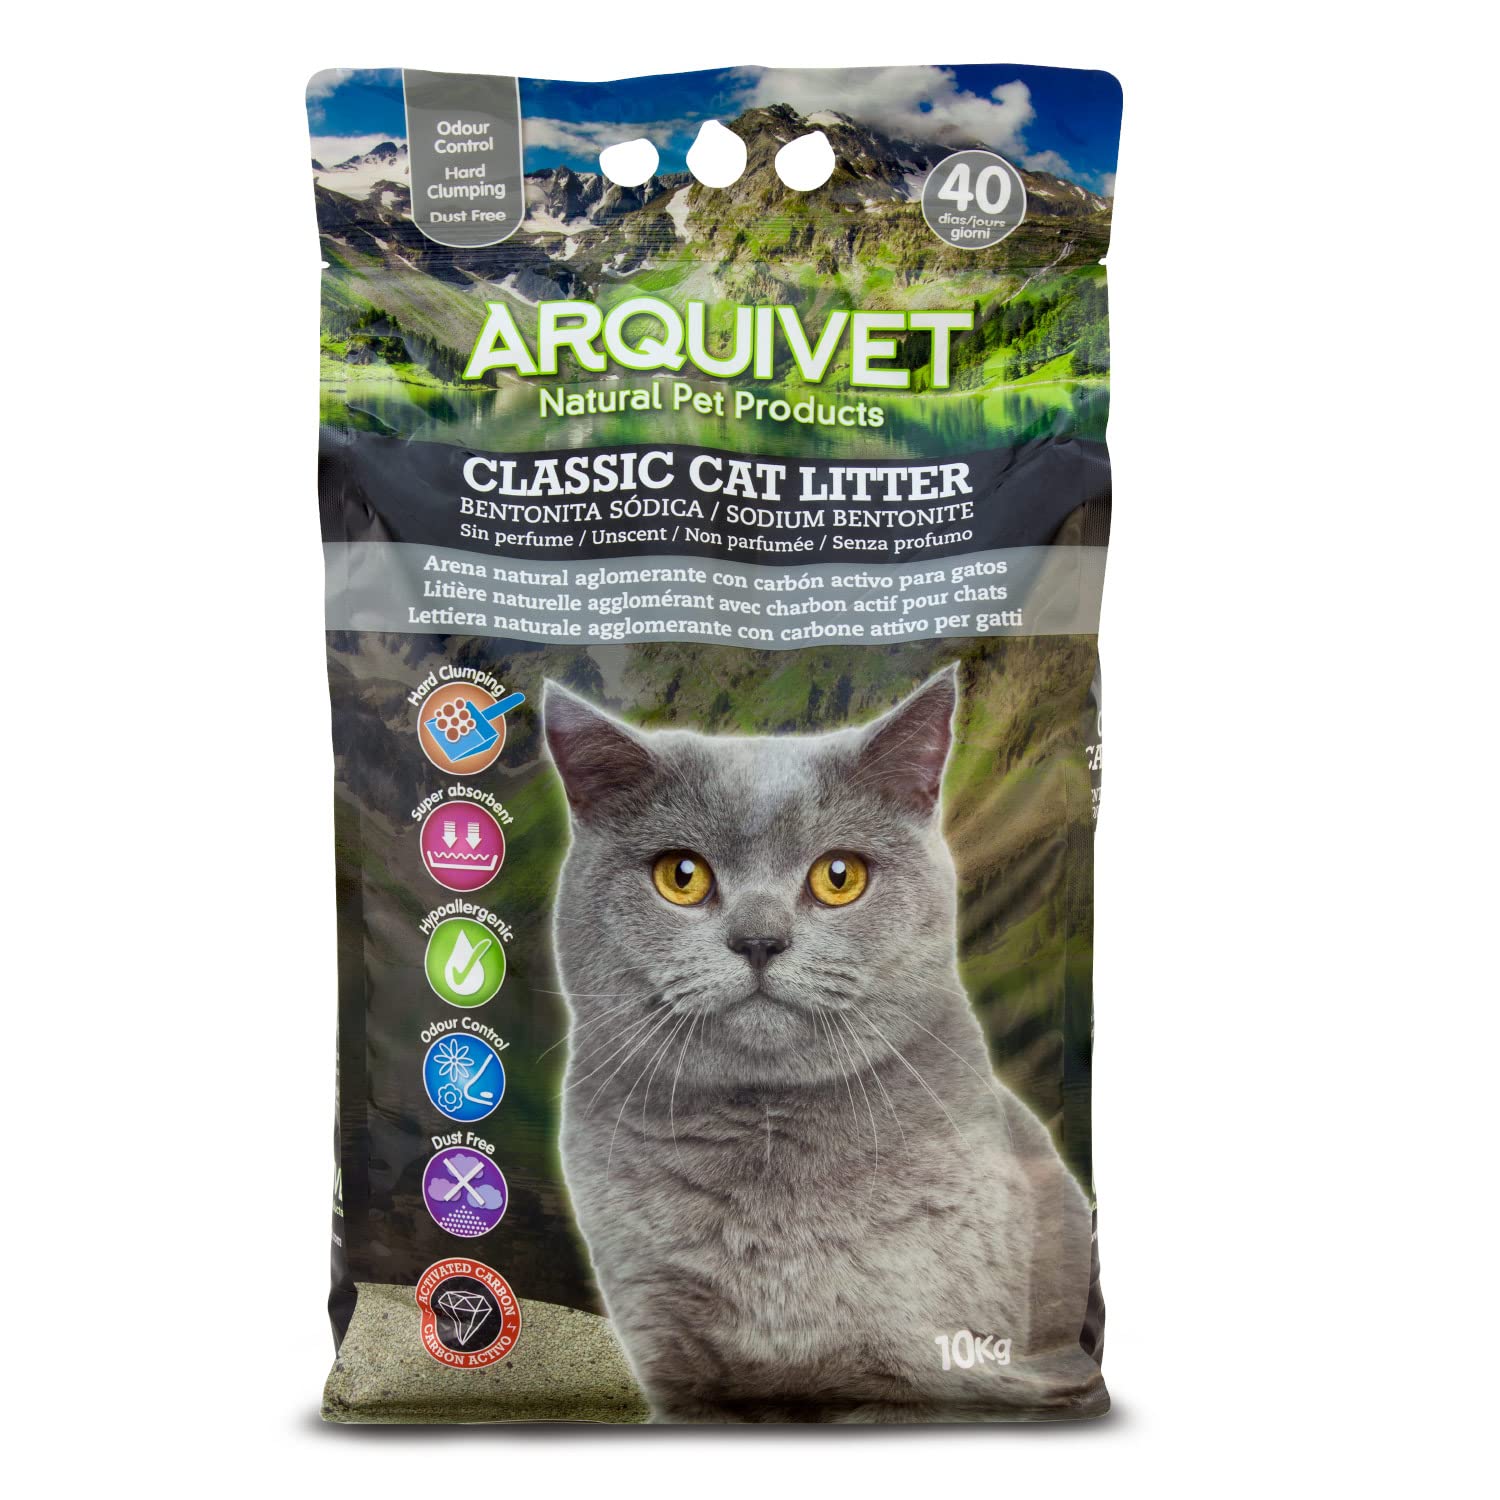 Odour
Control
Hard
Clumping
Dust Free
40
dias/jours
giorni
ARQUIVET
Natural Pet Products
CLASSIC CAT LITTER
BENTONITA SÓDICA / SODIUM BENTONITE
Sin perfume / Unscent / Non parfumée / Senza profumo
Arena natural aglomerante con carbón activo para gatos
Litière naturelle agglomérant avec charbon actif pour chats
Lettiera naturale agglomerante con carbone attivo per gatti
Hard Clumping
Super absorbent
Hypoallergenic
Odour Control
Dust Free
ACTIVATED CARBON
CARBÓN ACTIVO
10Kg